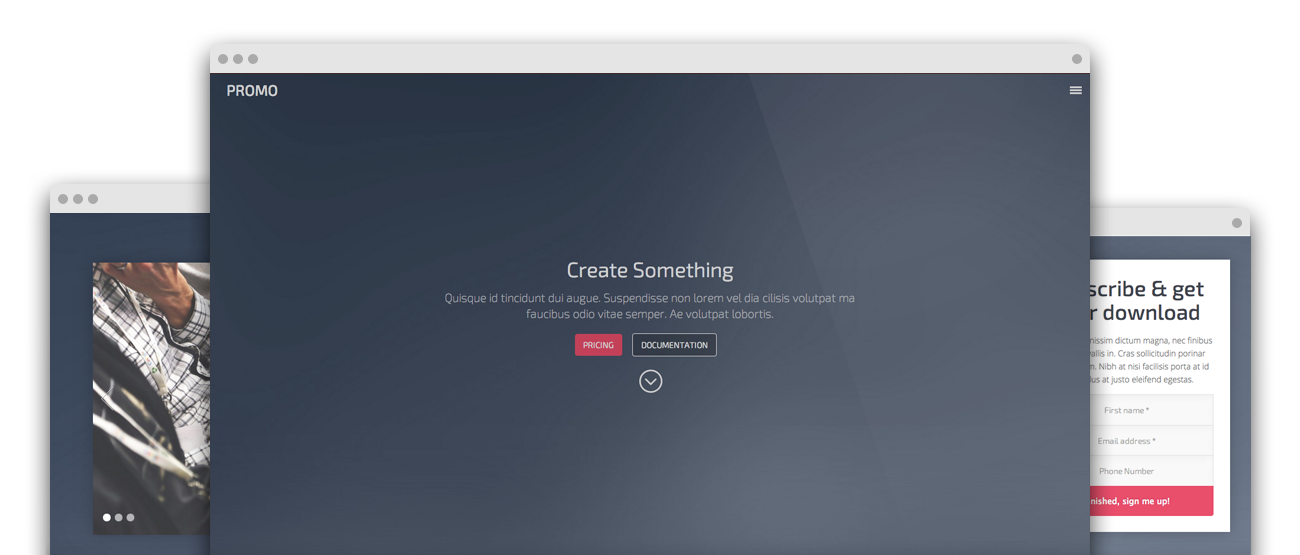 PROMO
Create Something
Quisque id tincidunt dui augue. Suspendisse non lorem vel dia cilisis volutpat ma
faucibus odio vitae semper. Ae volutpat lobortis.
PRICING
DOCUMENTATION
scribe & get
r download
nissim dictum magna, nec finibus
allis in. Cras sollicitudin porinar
n. Nibh at nisi facilisis porta at id
lus at justo eleifend egestas.
First name *
Email address *
Phone Number
nished, sign me up!